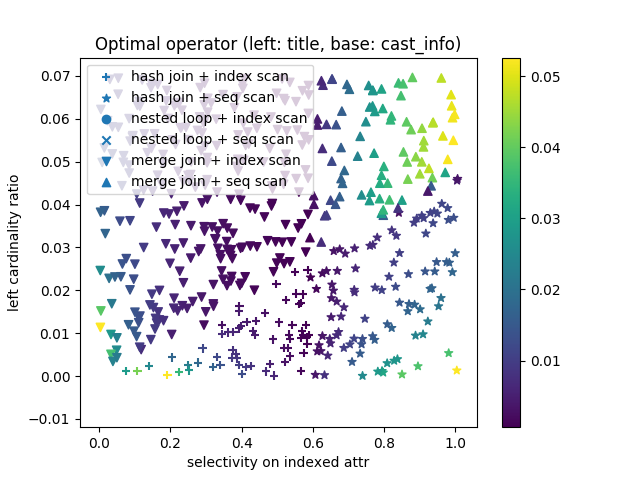 Optimal operator (left: title, base: cast_info)
left cardinality ratio
0.07
0.06
0.05
0.04
0.03
0.02
0.01
0.00
−0.01
hash join + index scan
hash join + seq scan
nested loop + index scan
nested loop + seq scan
merge join + index scan
merge join + seq scan
0.0 0.2 0.4 0.6 0.8 1.0
selectivity on indexed attr
0.05
0.04
0.03
0.02
0.01